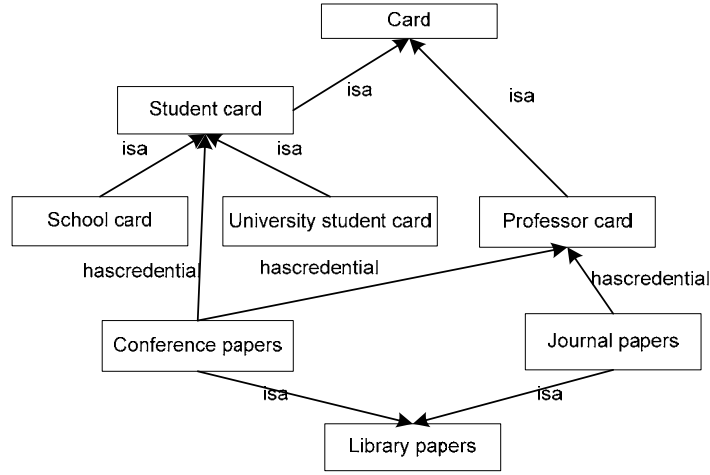 Card
isa
isa
Student card
isa
isa
School card
University student card
Professor card
hascredential
hascredential
hascredential
Conference papers
Journal papers
isa
isa
Library papers